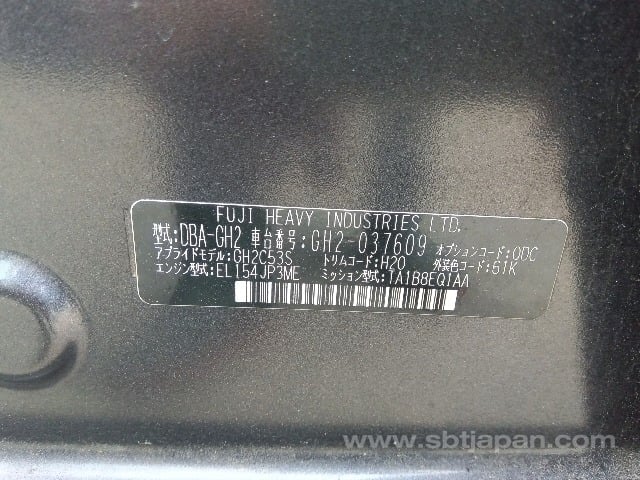 FUJI HEAVY INDUSTRIES LTD.
型式:DBA-GH2 車台番号:GH2-037609 オプションコード:ODC
アプライドモデル:GH2C53S トリムコード:H20 外装色コード:61K
エンジン型式:EL154JP3ME ミッション型式:TA1B8EQ1AA
www.sbtjapan.com